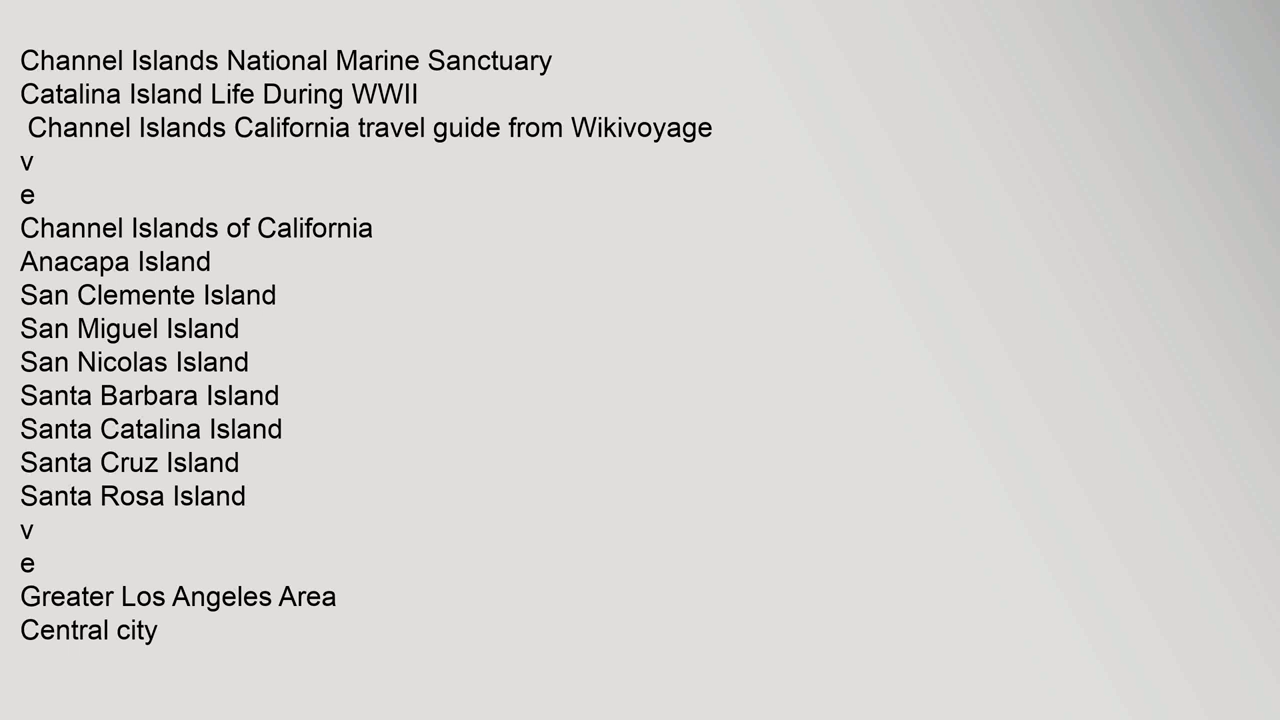 Channel Islands National Marine Sanctuary
Catalina Island Life During WWII
Channel Islands California travel guide from Wikivoyage
v
e
Channel Islands of California
Anacapa Island
San Clemente Island
San Miguel Island
San Nicolas Island
Santa Barbara Island
Santa Catalina Island
Santa Cruz Island
Santa Rosa Island
v
e
Greater Los Angeles Area
Central city